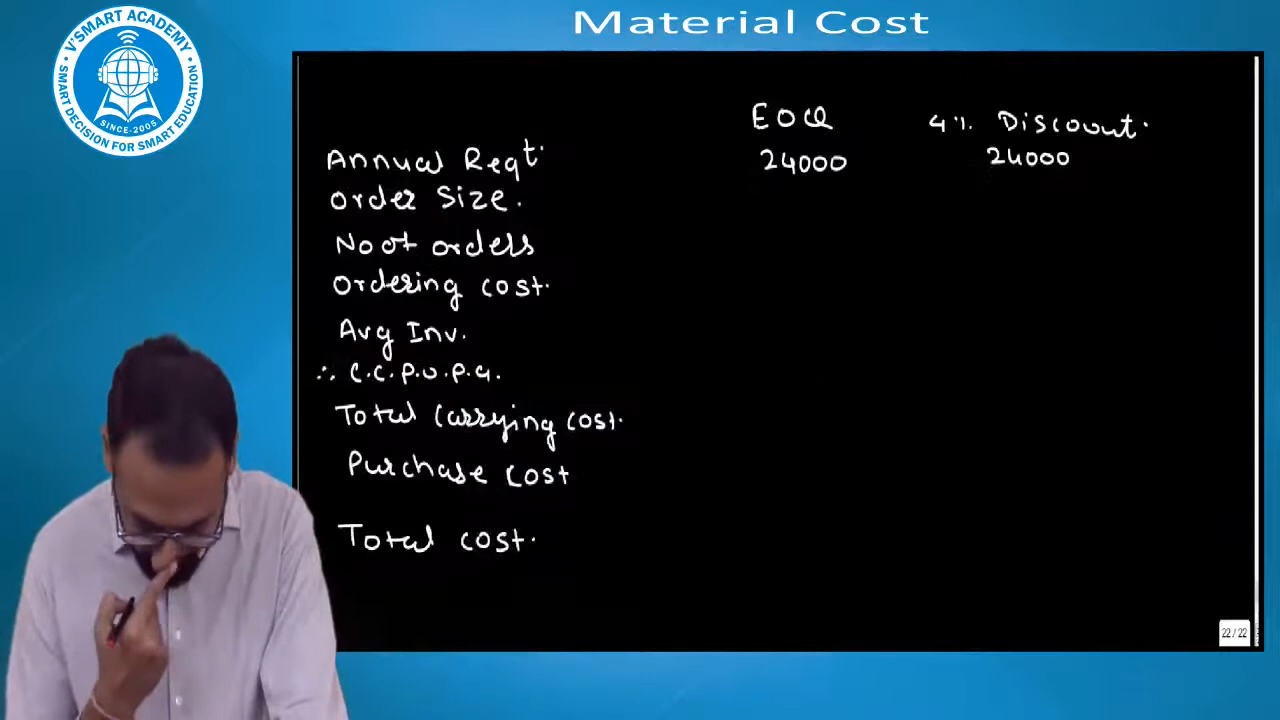 Material Cost
V'SMART ACADEMY
SINCE-2005
SMART DECISION FOR SMART EDUCATION
EOQ 4%. Discount.
Annual Reqt. 24000 24000
Order Size.
No of orders
Ordering cost.
Avg Inv.
∴ C.C.P.U.P.A.
Total Carrying cost.
Purchase Cost
Total cost.
22 / 22